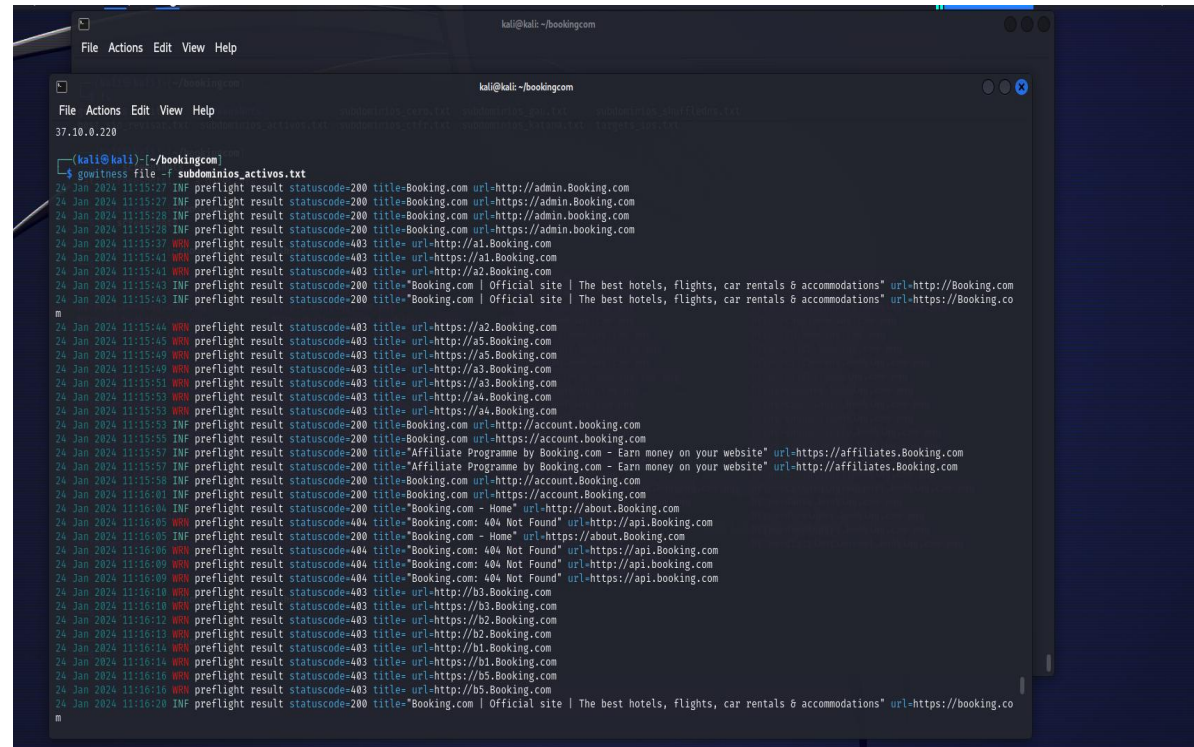 kali@kali: ~/bookingcom
File Actions Edit View Help
kali@kali: ~/bookingcom
File Actions Edit View Help
37.10.0.220
(kali㉿kali)-[~/bookingcom]
$ gowitness file -f subdominios_activos.txt
24 Jan 2024 11:15:27 INF preflight result statuscode=200 title=Booking.com url=http://admin.Booking.com
24 Jan 2024 11:15:27 INF preflight result statuscode=200 title=Booking.com url=https://admin.Booking.com
24 Jan 2024 11:15:28 INF preflight result statuscode=200 title=Booking.com url=http://admin.booking.com
24 Jan 2024 11:15:28 INF preflight result statuscode=200 title=Booking.com url=https://admin.booking.com
24 Jan 2024 11:15:37 WRN preflight result statuscode=403 title= url=http://a1.Booking.com
24 Jan 2024 11:15:41 WRN preflight result statuscode=403 title= url=https://a1.Booking.com
24 Jan 2024 11:15:41 WRN preflight result statuscode=403 title= url=http://a2.Booking.com
24 Jan 2024 11:15:43 INF preflight result statuscode=200 title="Booking.com | Official site | The best hotels, flights, car rentals & accommodations" url=http://Booking.com
24 Jan 2024 11:15:43 INF preflight result statuscode=200 title="Booking.com | Official site | The best hotels, flights, car rentals & accommodations" url=https://Booking.co
m
24 Jan 2024 11:15:44 WRN preflight result statuscode=403 title= url=https://a2.Booking.com
24 Jan 2024 11:15:45 WRN preflight result statuscode=403 title= url=http://a5.Booking.com
24 Jan 2024 11:15:49 WRN preflight result statuscode=403 title= url=https://a5.Booking.com
24 Jan 2024 11:15:49 WRN preflight result statuscode=403 title= url=http://a3.Booking.com
24 Jan 2024 11:15:51 WRN preflight result statuscode=403 title= url=https://a3.Booking.com
24 Jan 2024 11:15:53 WRN preflight result statuscode=403 title= url=http://a4.Booking.com
24 Jan 2024 11:15:53 WRN preflight result statuscode=403 title= url=https://a4.Booking.com
24 Jan 2024 11:15:53 INF preflight result statuscode=200 title=Booking.com url=http://account.booking.com
24 Jan 2024 11:15:55 INF preflight result statuscode=200 title=Booking.com url=https://account.booking.com
24 Jan 2024 11:15:57 INF preflight result statuscode=200 title="Affiliate Programme by Booking.com - Earn money on your website" url=https://affiliates.Booking.com
24 Jan 2024 11:15:57 INF preflight result statuscode=200 title="Affiliate Programme by Booking.com - Earn money on your website" url=http://affiliates.Booking.com
24 Jan 2024 11:15:58 INF preflight result statuscode=200 title=Booking.com url=http://account.Booking.com
24 Jan 2024 11:16:01 INF preflight result statuscode=200 title=Booking.com url=https://account.Booking.com
24 Jan 2024 11:16:04 INF preflight result statuscode=200 title="Booking.com - Home" url=http://about.Booking.com
24 Jan 2024 11:16:05 WRN preflight result statuscode=404 title="Booking.com: 404 Not Found" url=http://api.Booking.com
24 Jan 2024 11:16:05 INF preflight result statuscode=200 title="Booking.com - Home" url=https://about.Booking.com
24 Jan 2024 11:16:06 WRN preflight result statuscode=404 title="Booking.com: 404 Not Found" url=https://api.Booking.com
24 Jan 2024 11:16:09 WRN preflight result statuscode=404 title="Booking.com: 404 Not Found" url=http://api.booking.com
24 Jan 2024 11:16:09 WRN preflight result statuscode=404 title="Booking.com: 404 Not Found" url=https://api.booking.com
24 Jan 2024 11:16:10 WRN preflight result statuscode=403 title= url=http://b3.Booking.com
24 Jan 2024 11:16:10 WRN preflight result statuscode=403 title= url=https://b3.Booking.com
24 Jan 2024 11:16:12 WRN preflight result statuscode=403 title= url=https://b2.Booking.com
24 Jan 2024 11:16:13 WRN preflight result statuscode=403 title= url=http://b2.Booking.com
24 Jan 2024 11:16:14 WRN preflight result statuscode=403 title= url=http://b1.Booking.com
24 Jan 2024 11:16:14 WRN preflight result statuscode=403 title= url=https://b1.Booking.com
24 Jan 2024 11:16:16 WRN preflight result statuscode=403 title= url=https://b5.Booking.com
24 Jan 2024 11:16:16 WRN preflight result statuscode=403 title= url=http://b5.Booking.com
24 Jan 2024 11:16:20 INF preflight result statuscode=200 title="Booking.com | Official site | The best hotels, flights, car rentals & accommodations" url=https://booking.co
m